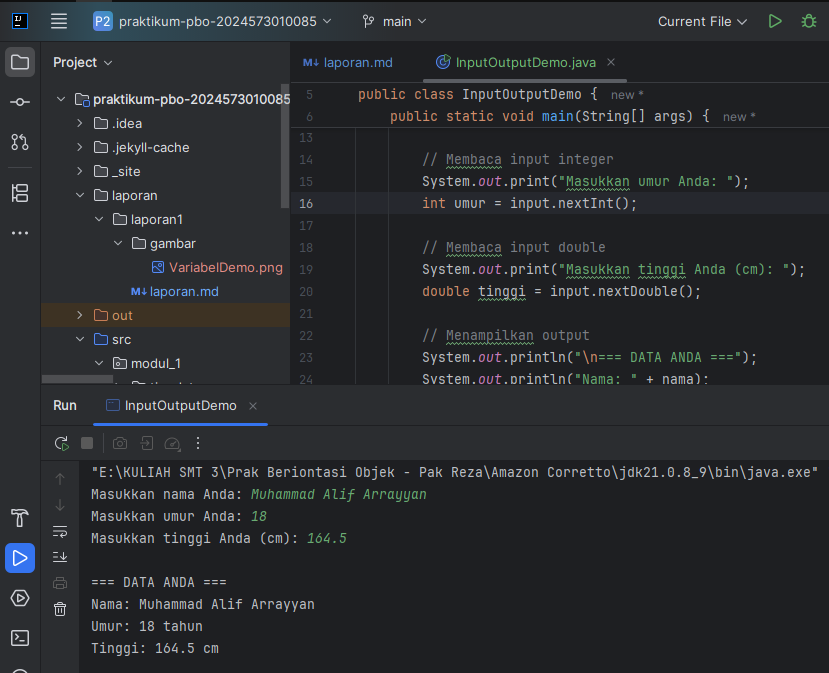 P2 praktikum-pbo-2024573010085
main
Current File
Project
praktikum-pbo-2024573010085
.idea
.jekyll-cache
_site
laporan
laporan1
gambar
VariabelDemo.png
M↓ laporan.md
out
src
modul_1
M↓ laporan.md
InputOutputDemo.java
5 public class InputOutputDemo { new *
6 public static void main(String[] args) { new *
13
14 // Membaca input integer
15 System.out.print("Masukkan umur Anda: ");
16 int umur = input.nextInt();
17
18 // Membaca input double
19 System.out.print("Masukkan tinggi Anda (cm): ");
20 double tinggi = input.nextDouble();
21
22 // Menampilkan output
23 System.out.println("\n=== DATA ANDA ===");
24 System.out.println("Nama: " + nama);
Run
InputOutputDemo
"E:\KULIAH SMT 3\Prak Beriontasi Objek - Pak Reza\Amazon Corretto\jdk21.0.8_9\bin\java.exe"
Masukkan nama Anda: Muhammad Alif Arrayyan
Masukkan umur Anda: 18
Masukkan tinggi Anda (cm): 164.5
=== DATA ANDA ===
Nama: Muhammad Alif Arrayyan
Umur: 18 tahun
Tinggi: 164.5 cm